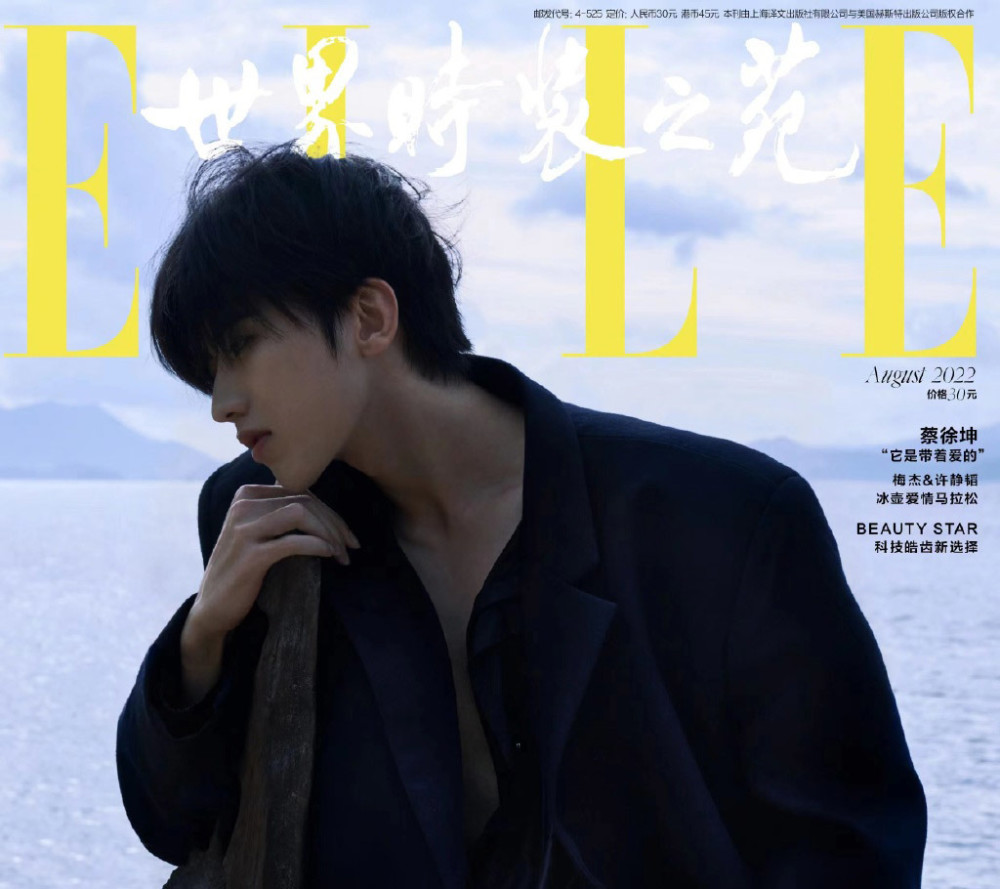 邮发代号: 4-525 定价: 人民币30元 港币45元 本刊由上海译文出版社有限公司与美国赫斯特出版公司版权合作
ELLE
世界時裝之苑
August 2022
价格30元
蔡徐坤
“它是带着爱的”
梅杰&许静韬
冰壶爱情马拉松
BEAUTY STAR
科技皓齿新选择